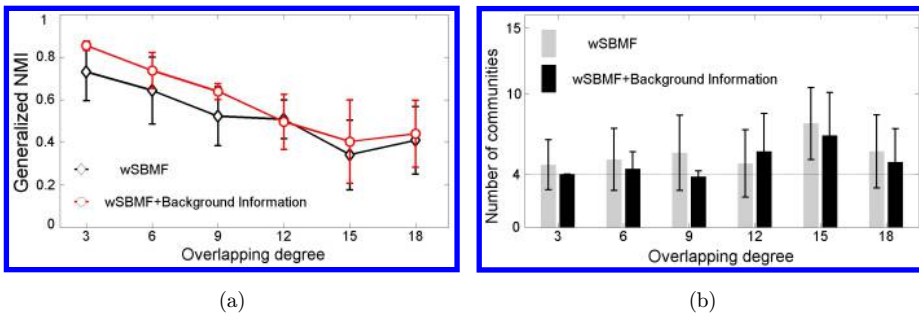 Generalized NMI
1
0.8
0.6
0.4
0.2
0
wSBMF
wSBMF+Background Information
3 6 9 12 15 18
Overlapping degree
(a)
Number of communities
15
10
4
0
wSBMF
wSBMF+Background Information
3 6 9 12 15 18
Overlapping degree
(b)